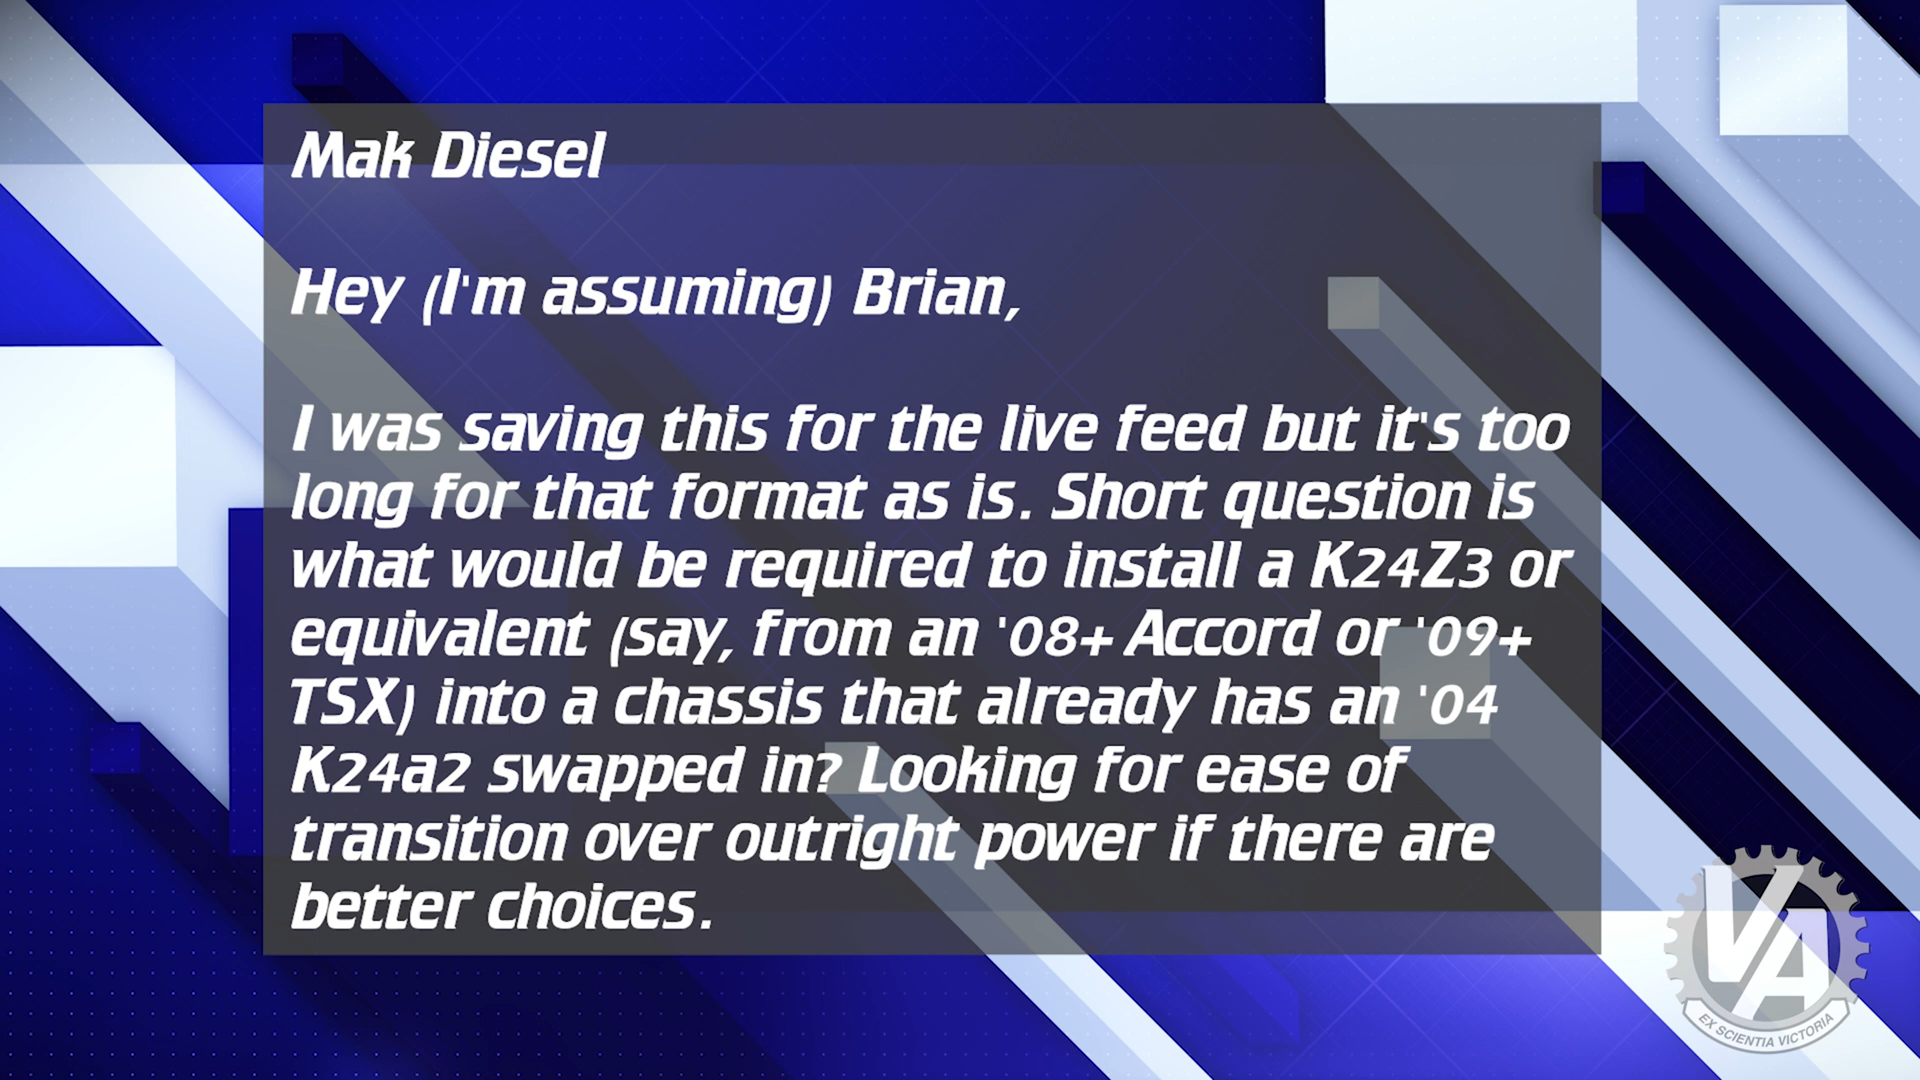 Mak Diesel
Hey (I'm assuming) Brian,
I was saving this for the live feed but it's too
long for that format as is. Short question is
what would be required to install a K24Z3 or
equivalent (say, from an '08+ Accord or '09+
TSX) into a chassis that already has an '04
K24a2 swapped in? Looking for ease of
transition over outright power if there are
better choices.
VA
EX SCIENTIA VICTORIA